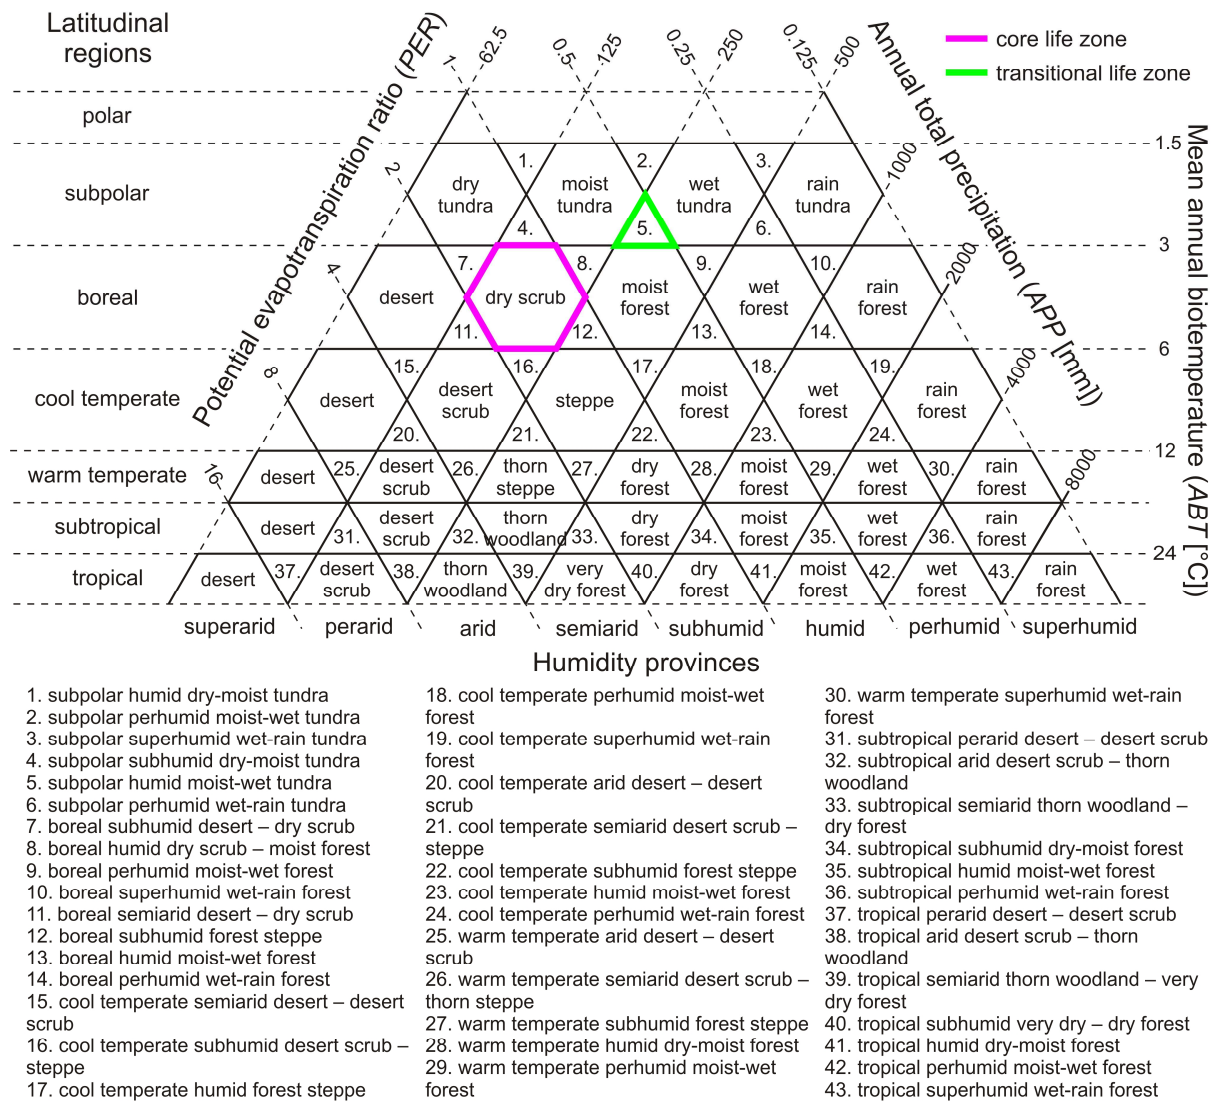 Latitudinal
regions
62.5
125
250
500
1
0.5
0.25
0.125
core life zone
transitional life zone
Potential evapotranspiration ratio (PER)
Annual total precipitation (APP [mm])
Mean annual biotemperature (ABT [°C])
polar
1.5
1. 2. 3.
2
1000
subpolar
dry
tundra
moist
tundra
wet
tundra
rain
tundra
4. 5. 6.
3
4
2000
7. 8. 9. 10.
boreal
desert
dry scrub
moist
forest
wet
forest
rain
forest
11. 12. 13. 14.
6
8
4000
15. 16. 17. 18. 19.
cool temperate
desert
desert
scrub
steppe
moist
forest
wet
forest
rain
forest
20. 21. 22. 23. 24.
12
16
8000
warm temperate
desert
25.
desert
scrub
26.
thorn
steppe
27.
dry
forest
28.
moist
forest
29.
wet
forest
30.
rain
forest
subtropical
desert
31.
desert
scrub
32.
thorn
woodland
33.
dry
forest
34.
moist
forest
35.
wet
forest
36.
rain
forest
24
tropical
desert
37.
desert
scrub
38.
thorn
woodland
39.
very
dry forest
40.
dry
forest
41.
moist
forest
42.
wet
forest
43.
rain
forest
superarid perarid arid semiarid subhumid humid perhumid superhumid
Humidity provinces
1. subpolar humid dry-moist tundra
2. subpolar perhumid moist-wet tundra
3. subpolar superhumid wet-rain tundra
4. subpolar subhumid dry-moist tundra
5. subpolar humid moist-wet tundra
6. subpolar perhumid wet-rain tundra
7. boreal subhumid desert – dry scrub
8. boreal humid dry scrub – moist forest
9. boreal perhumid moist-wet forest
10. boreal superhumid wet-rain forest
11. boreal semiarid desert – dry scrub
12. boreal subhumid forest steppe
13. boreal humid moist-wet forest
14. boreal perhumid wet-rain forest
15. cool temperate semiarid desert – desert
scrub
16. cool temperate subhumid desert scrub –
steppe
17. cool temperate humid forest steppe
18. cool temperate perhumid moist-wet
forest
19. cool temperate superhumid wet-rain
forest
20. cool temperate arid desert – desert
scrub
21. cool temperate semiarid desert scrub –
steppe
22. cool temperate subhumid forest steppe
23. cool temperate humid moist-wet forest
24. cool temperate perhumid wet-rain forest
25. warm temperate arid desert – desert
scrub
26. warm temperate semiarid desert scrub –
thorn steppe
27. warm temperate subhumid forest steppe
28. warm temperate humid dry-moist forest
29. warm temperate perhumid moist-wet
forest
30. warm temperate superhumid wet-rain
forest
31. subtropical perarid desert – desert scrub
32. subtropical arid desert scrub – thorn
woodland
33. subtropical semiarid thorn woodland –
dry forest
34. subtropical subhumid dry-moist forest
35. subtropical humid moist-wet forest
36. subtropical perhumid wet-rain forest
37. tropical perarid desert – desert scrub
38. tropical arid desert scrub – thorn
woodland
39. tropical semiarid thorn woodland – very
dry forest
40. tropical subhumid very dry – dry forest
41. tropical humid dry-moist forest
42. tropical perhumid moist-wet forest
43. tropical superhumid wet-rain forest